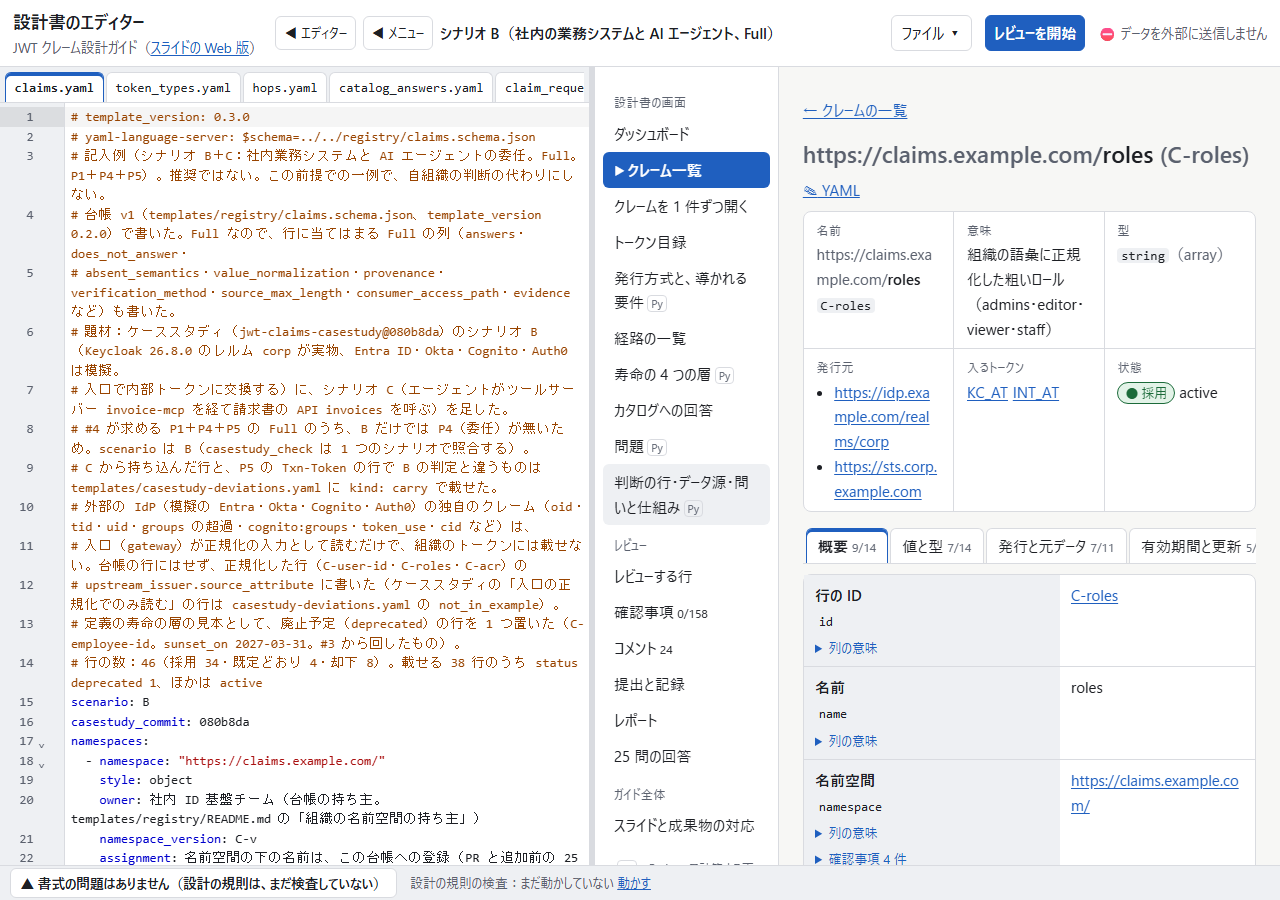 設計書のエディター
JWT クレーム設計ガイド（スライドの Web 版）
◀ エディター
◀ メニュー
シナリオ B（社内の業務システムと AI エージェント、Full）
ファイル ▼
レビューを開始
⛔ データを外部に送信しません
claims.yaml
token_types.yaml
hops.yaml
catalog_answers.yaml
claim_reque
1 # template_version: 0.3.0
2 # yaml-language-server: $schema=../../registry/claims.schema.json
3 # 記入例（シナリオ B＋C：社内業務システムと AI エージェントの委任。Full。
P1＋P4＋P5）。推奨ではない。この前提での一例で、自組織の判断の代わりにし
ない。
4 # 台帳 v1（templates/registry/claims.schema.json、template_version
0.2.0）で書いた。Full なので、行に当てはまる Full の列（answers・
does_not_answer・
5 # absent_semantics・value_normalization・provenance・
verification_method・source_max_length・consumer_access_path・evidence
など）も書いた。
6 # 題材：ケーススタディ（jwt-claims-casestudy@080b8da）のシナリオ B
（Keycloak 26.8.0 のレルム corp が実物、Entra ID・Okta・Cognito・Auth0
は模擬。
7 # 入口で内部トークンに交換する）に、シナリオ C（エージェントがツールサー
バー invoice-mcp を経て請求書の API invoices を呼ぶ）を足した。
8 # #4 が求める P1＋P4＋P5 の Full のうち、B だけでは P4（委任）が無いた
め。scenario は B（casestudy_check は 1 つのシナリオで照合する）。
9 # C から持ち込んだ行と、P5 の Txn-Token の行で B の判定と違うものは
templates/casestudy-deviations.yaml に kind: carry で載せた。
10 # 外部の IdP（模擬の Entra・Okta・Cognito・Auth0）の独自のクレーム（oid・
tid・uid・groups の超過・cognito:groups・token_use・cid など）は、
11 # 入口（gateway）が正規化の入力として読むだけで、組織のトークンには載せな
い。台帳の行にはせず、正規化した行（C-user-id・C-roles・C-acr）の
12 # upstream_issuer.source_attribute に書いた（ケーススタディの「入口の正
規化でのみ読む」の行は casestudy-deviations.yaml の not_in_example）。
13 # 定義の寿命の層の見本として、廃止予定（deprecated）の行を 1 つ置いた（C-
employee-id。sunset_on 2027-03-31。#3 から回したもの）。
14 # 行の数：46（採用 34・既定どおり 4・却下 8）。載せる 38 行のうち status
deprecated 1、ほかは active
15 scenario: B
16 casestudy_commit: 080b8da
17 namespaces:
18 - namespace: "https://claims.example.com/"
19 style: object
20 owner: 社内 ID 基盤チーム（台帳の持ち主。
templates/registry/README.md の「組織の名前空間の持ち主」）
21 namespace_version: C-v
22 assignment: 名前空間の下の名前は、この台帳への登録（PR と追加前の 25
設計書の画面
ダッシュボード
▶ クレーム一覧
クレームを 1 件ずつ開く
トークン目録
発行方式と、導かれる
要件 Py
経路の一覧
寿命の 4 つの層 Py
カタログへの回答
問題 Py
判断の行・データ源・問
いと仕組み Py
レビュー
レビューする行
確認事項 0/158
コメント 24
提出と記録
レポート
25 問の回答
ガイド全体
スライドと成果物の対応
← クレームの一覧
https://claims.example.com/roles (C-roles)
✎ YAML
名前
https://claims.exa
mple.com/roles
C-roles
意味
組織の語彙に正規
化した粗いロール
（admins・editor・
viewer・staff）
型
string （array）
発行元
• https://idp.exa
mple.com/real
ms/corp
• https://sts.corp.
example.com
入るトークン
KC_AT INT_AT
状態
● 採用 active
概要 9/14
値と型 7/14
発行と元データ 7/11
有効期間と更新 5/
行の ID
id
▶ 列の意味
C-roles
名前
name
▶ 列の意味
roles
名前空間
namespace
▶ 列の意味
▶ 確認事項 4 件
https://claims.example.co
m/
▲ 書式の問題はありません（設計の規則は、まだ検査していない）
設計の規則の検査：まだ動かしていない 動かす